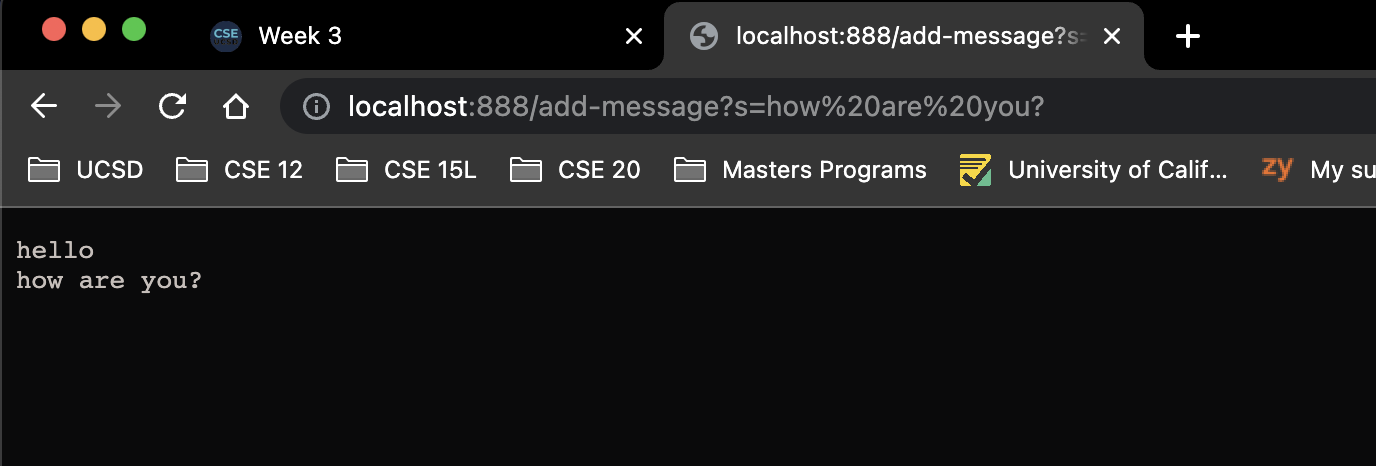 CSE Week 3 localhost:888/add-message?s=
localhost:888/add-message?s=how%20are%20you?
UCSD CSE 12 CSE 15L CSE 20 Masters Programs University of Calif... zy My su
hello
how are you?